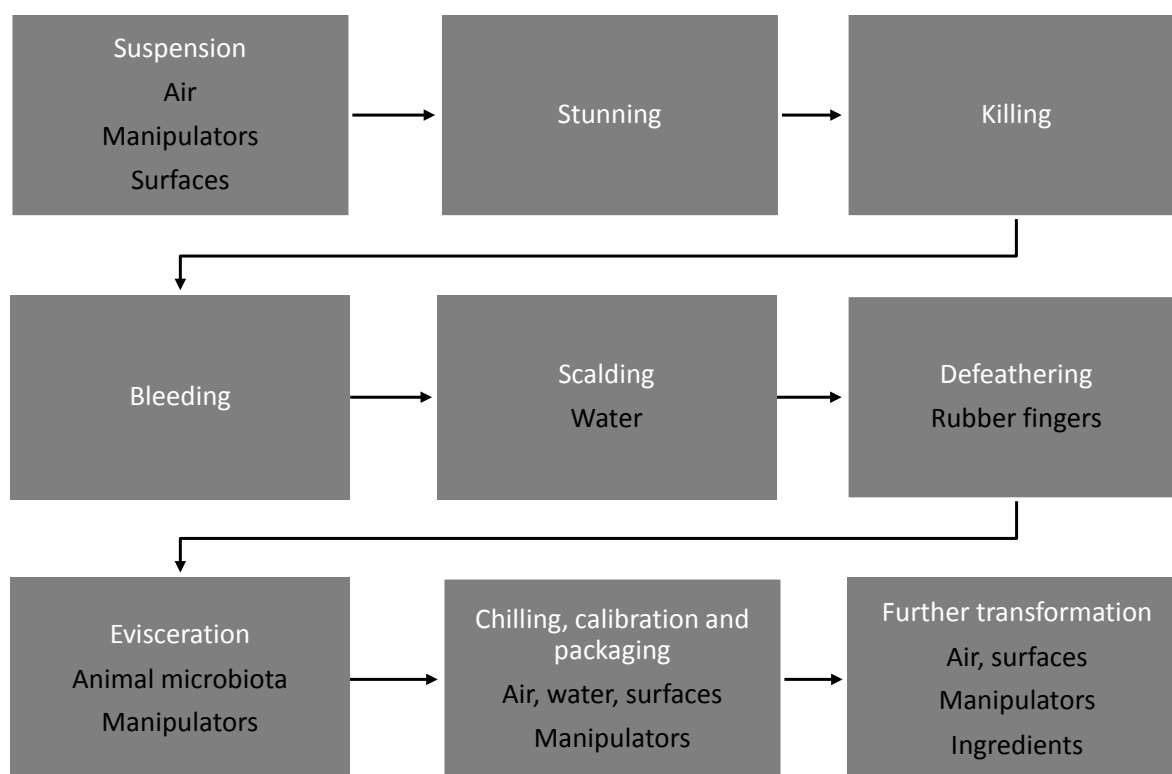 Suspension
Air
Manipulators
Surfaces
Stunning
Killing
Bleeding
Scalding
Water
Defeathering
Rubber fingers
Evisceration
Animal microbiota
Manipulators
Chilling, calibration and
packaging
Air, water, surfaces
Manipulators
Further transformation
Air, surfaces
Manipulators
Ingredients